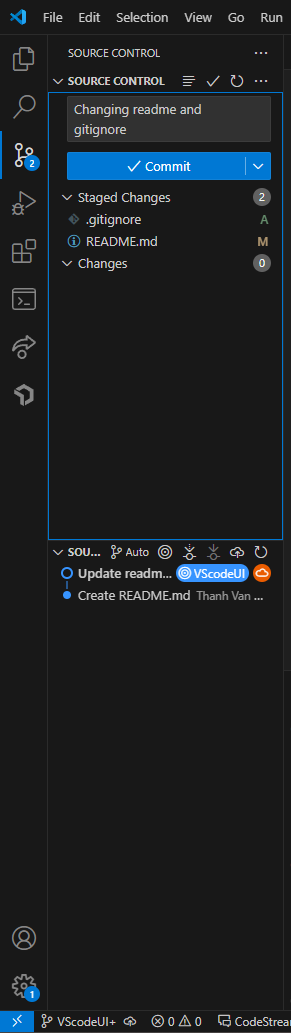 File Edit Selection View Go Run
SOURCE CONTROL
SOURCE CONTROL
Changing readme and
gitignore
Commit
2
Staged Changes 2
.gitignore A
README.md M
Changes 0
SOU... Auto
Update readm... VScodeUI
Create README.md Thanh Van ...
1
VScodeUI+ 0 0 CodeStream